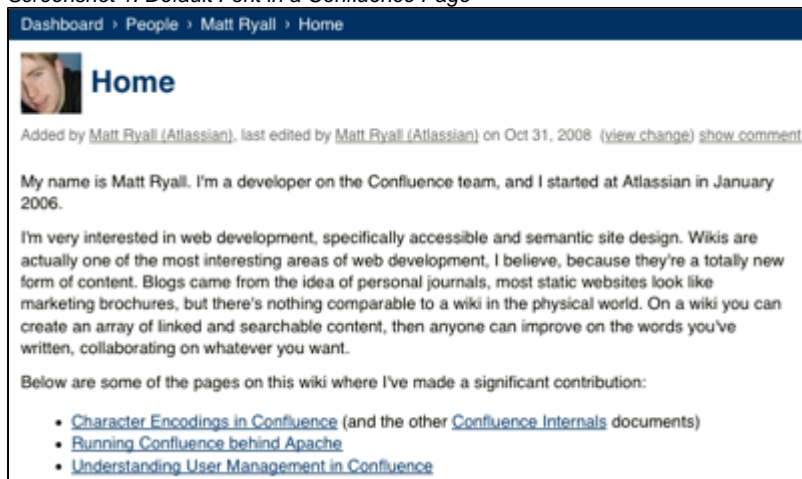 Screenshot 1: Default Font in a Confluence Page
Dashboard › People › Matt Ryall › Home
Home
Added by Matt Ryall (Atlassian), last edited by Matt Ryall (Atlassian) on Oct 31, 2008 (view change) show comment
My name is Matt Ryall. I'm a developer on the Confluence team, and I started at Atlassian in January
2006.
I'm very interested in web development, specifically accessible and semantic site design. Wikis are
actually one of the most interesting areas of web development, I believe, because they're a totally new
form of content. Blogs came from the idea of personal journals, most static websites look like
marketing brochures, but there's nothing comparable to a wiki in the physical world. On a wiki you can
create an array of linked and searchable content, then anyone can improve on the words you've
written, collaborating on whatever you want.
Below are some of the pages on this wiki where I've made a significant contribution:
• Character Encodings in Confluence (and the other Confluence Internals documents)
• Running Confluence behind Apache
• Understanding User Management in Confluence